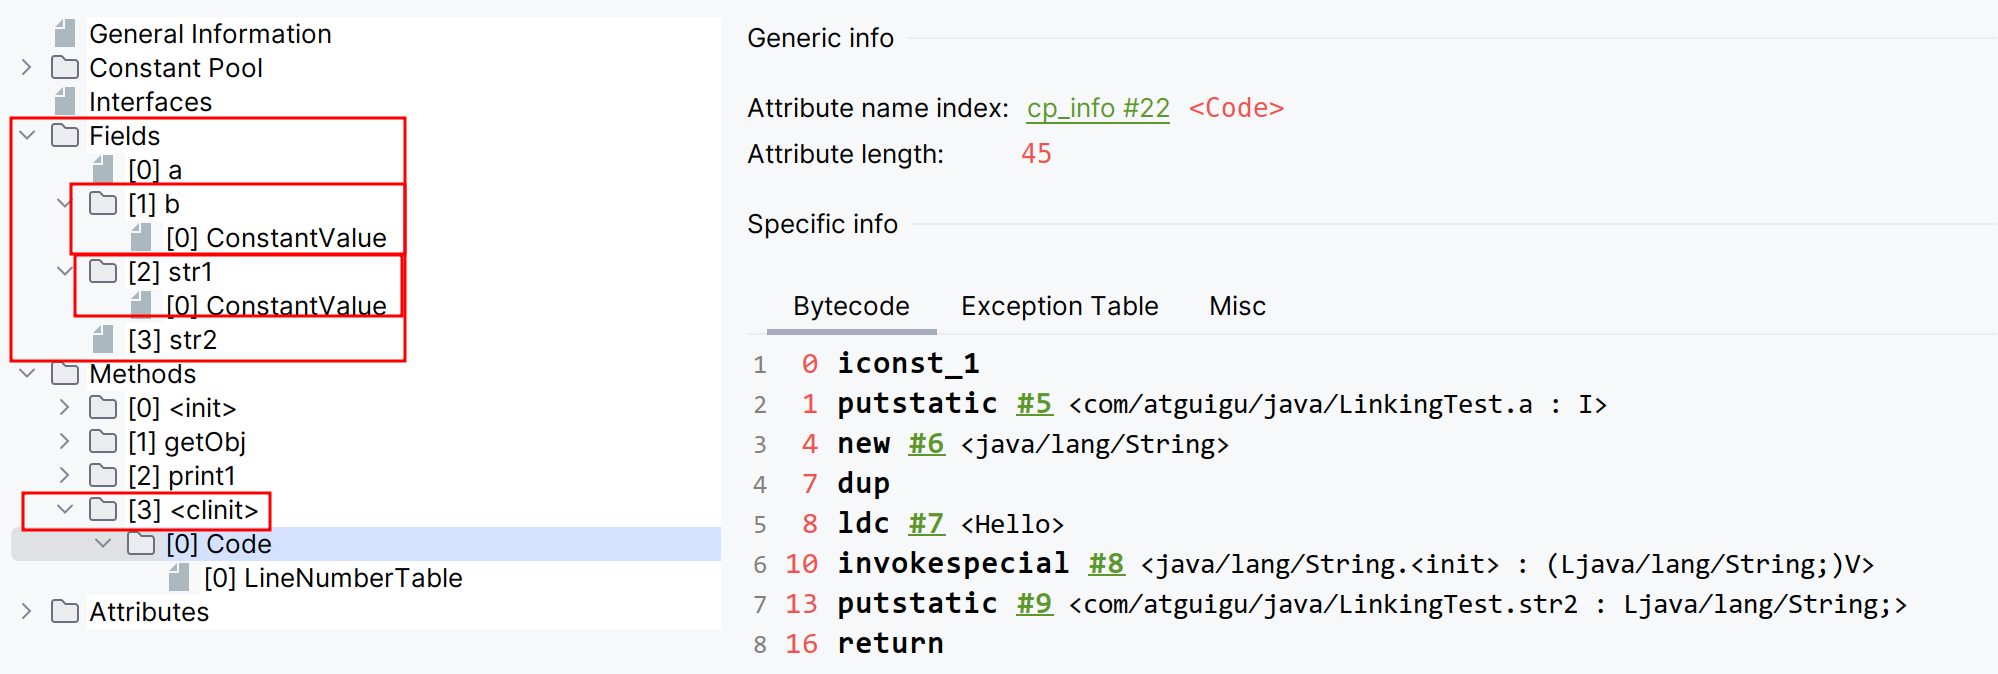 General Information
Constant Pool
Interfaces
Fields
[0] a
[1] b
[0] ConstantValue
[2] str1
[0] ConstantValue
[3] str2
Methods
[0] <init>
[1] getObj
[2] print1
[3] <clinit>
[0] Code
[0] LineNumberTable
Attributes
Generic info
Attribute name index: cp_info #22 <Code>
Attribute length: 45
Specific info
Bytecode Exception Table Misc
1 0 iconst_1
2 1 putstatic #5 <com/atguigu/java/LinkingTest.a : I>
3 4 new #6 <java/lang/String>
4 7 dup
5 8 ldc #7 <Hello>
6 10 invokespecial #8 <java/lang/String.<init> : (Ljava/lang/String;)V>
7 13 putstatic #9 <com/atguigu/java/LinkingTest.str2 : Ljava/lang/String;>
8 16 return